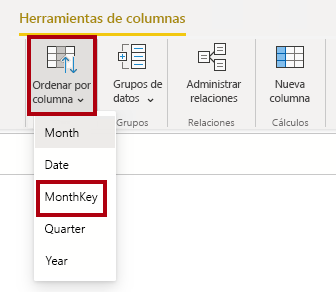 Herramientas de columnas
Ordenar por
columna
Grupos de
datos
Administrar
relaciones
Nueva
columna
Grupos
Relaciones
Cálculos
Month
Date
MonthKey
Quarter
Year